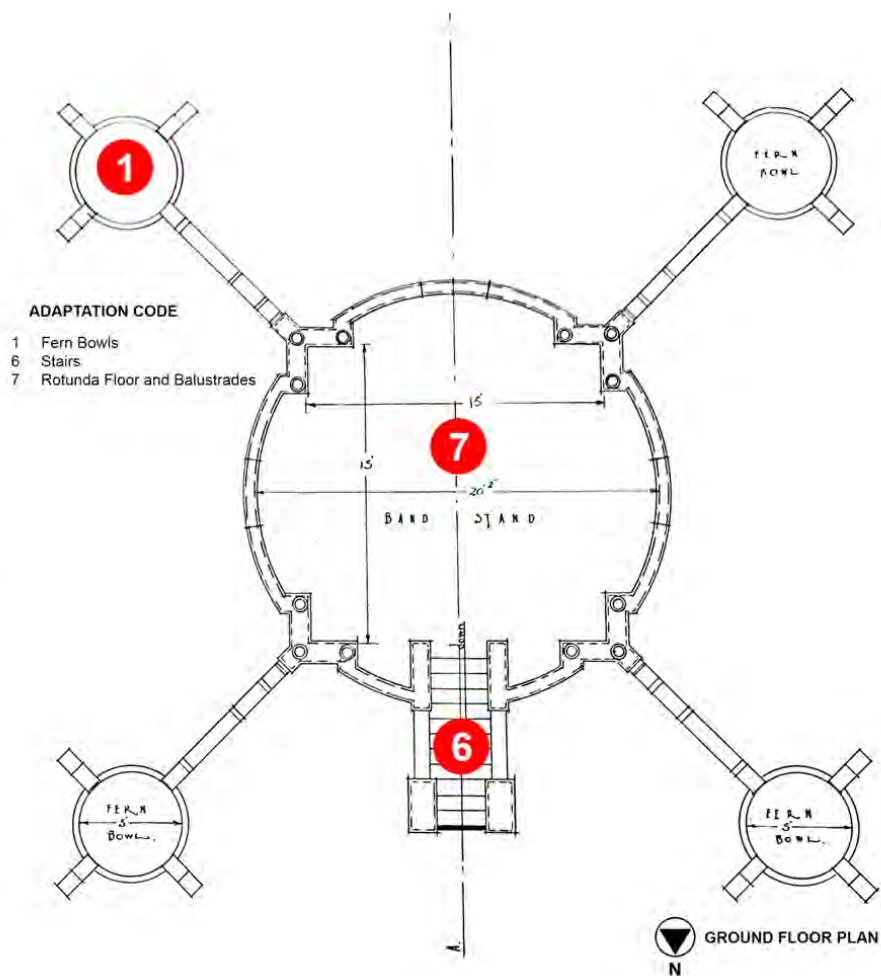 1
FERN
BOWL
ADAPTATION CODE
1 Fern Bowls
6 Stairs
7 Rotunda Floor and Balustrades
15'
7
15'
20'2"
BAND STAND
DOWN
6
FERN
5'
BOWL.
FERN
5'
BOWL.
A.
GROUND FLOOR PLAN
N